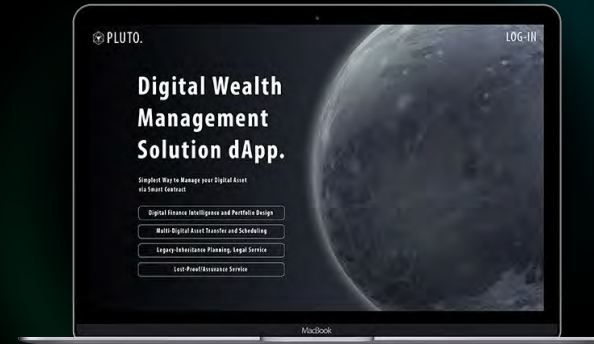 PLUTO.
LOG-IN
Digital Wealth
Management
Solution dApp.
Simplest Way to Manage your Digital Asset
via Smart Contract
Digital Finance Intelligence and Portfolio Design
Multi-Digital Asset Transfer and Scheduling
Legacy-Inheritance Planning, Legal Service
Lost-Proof/Assurance Service
MacBook